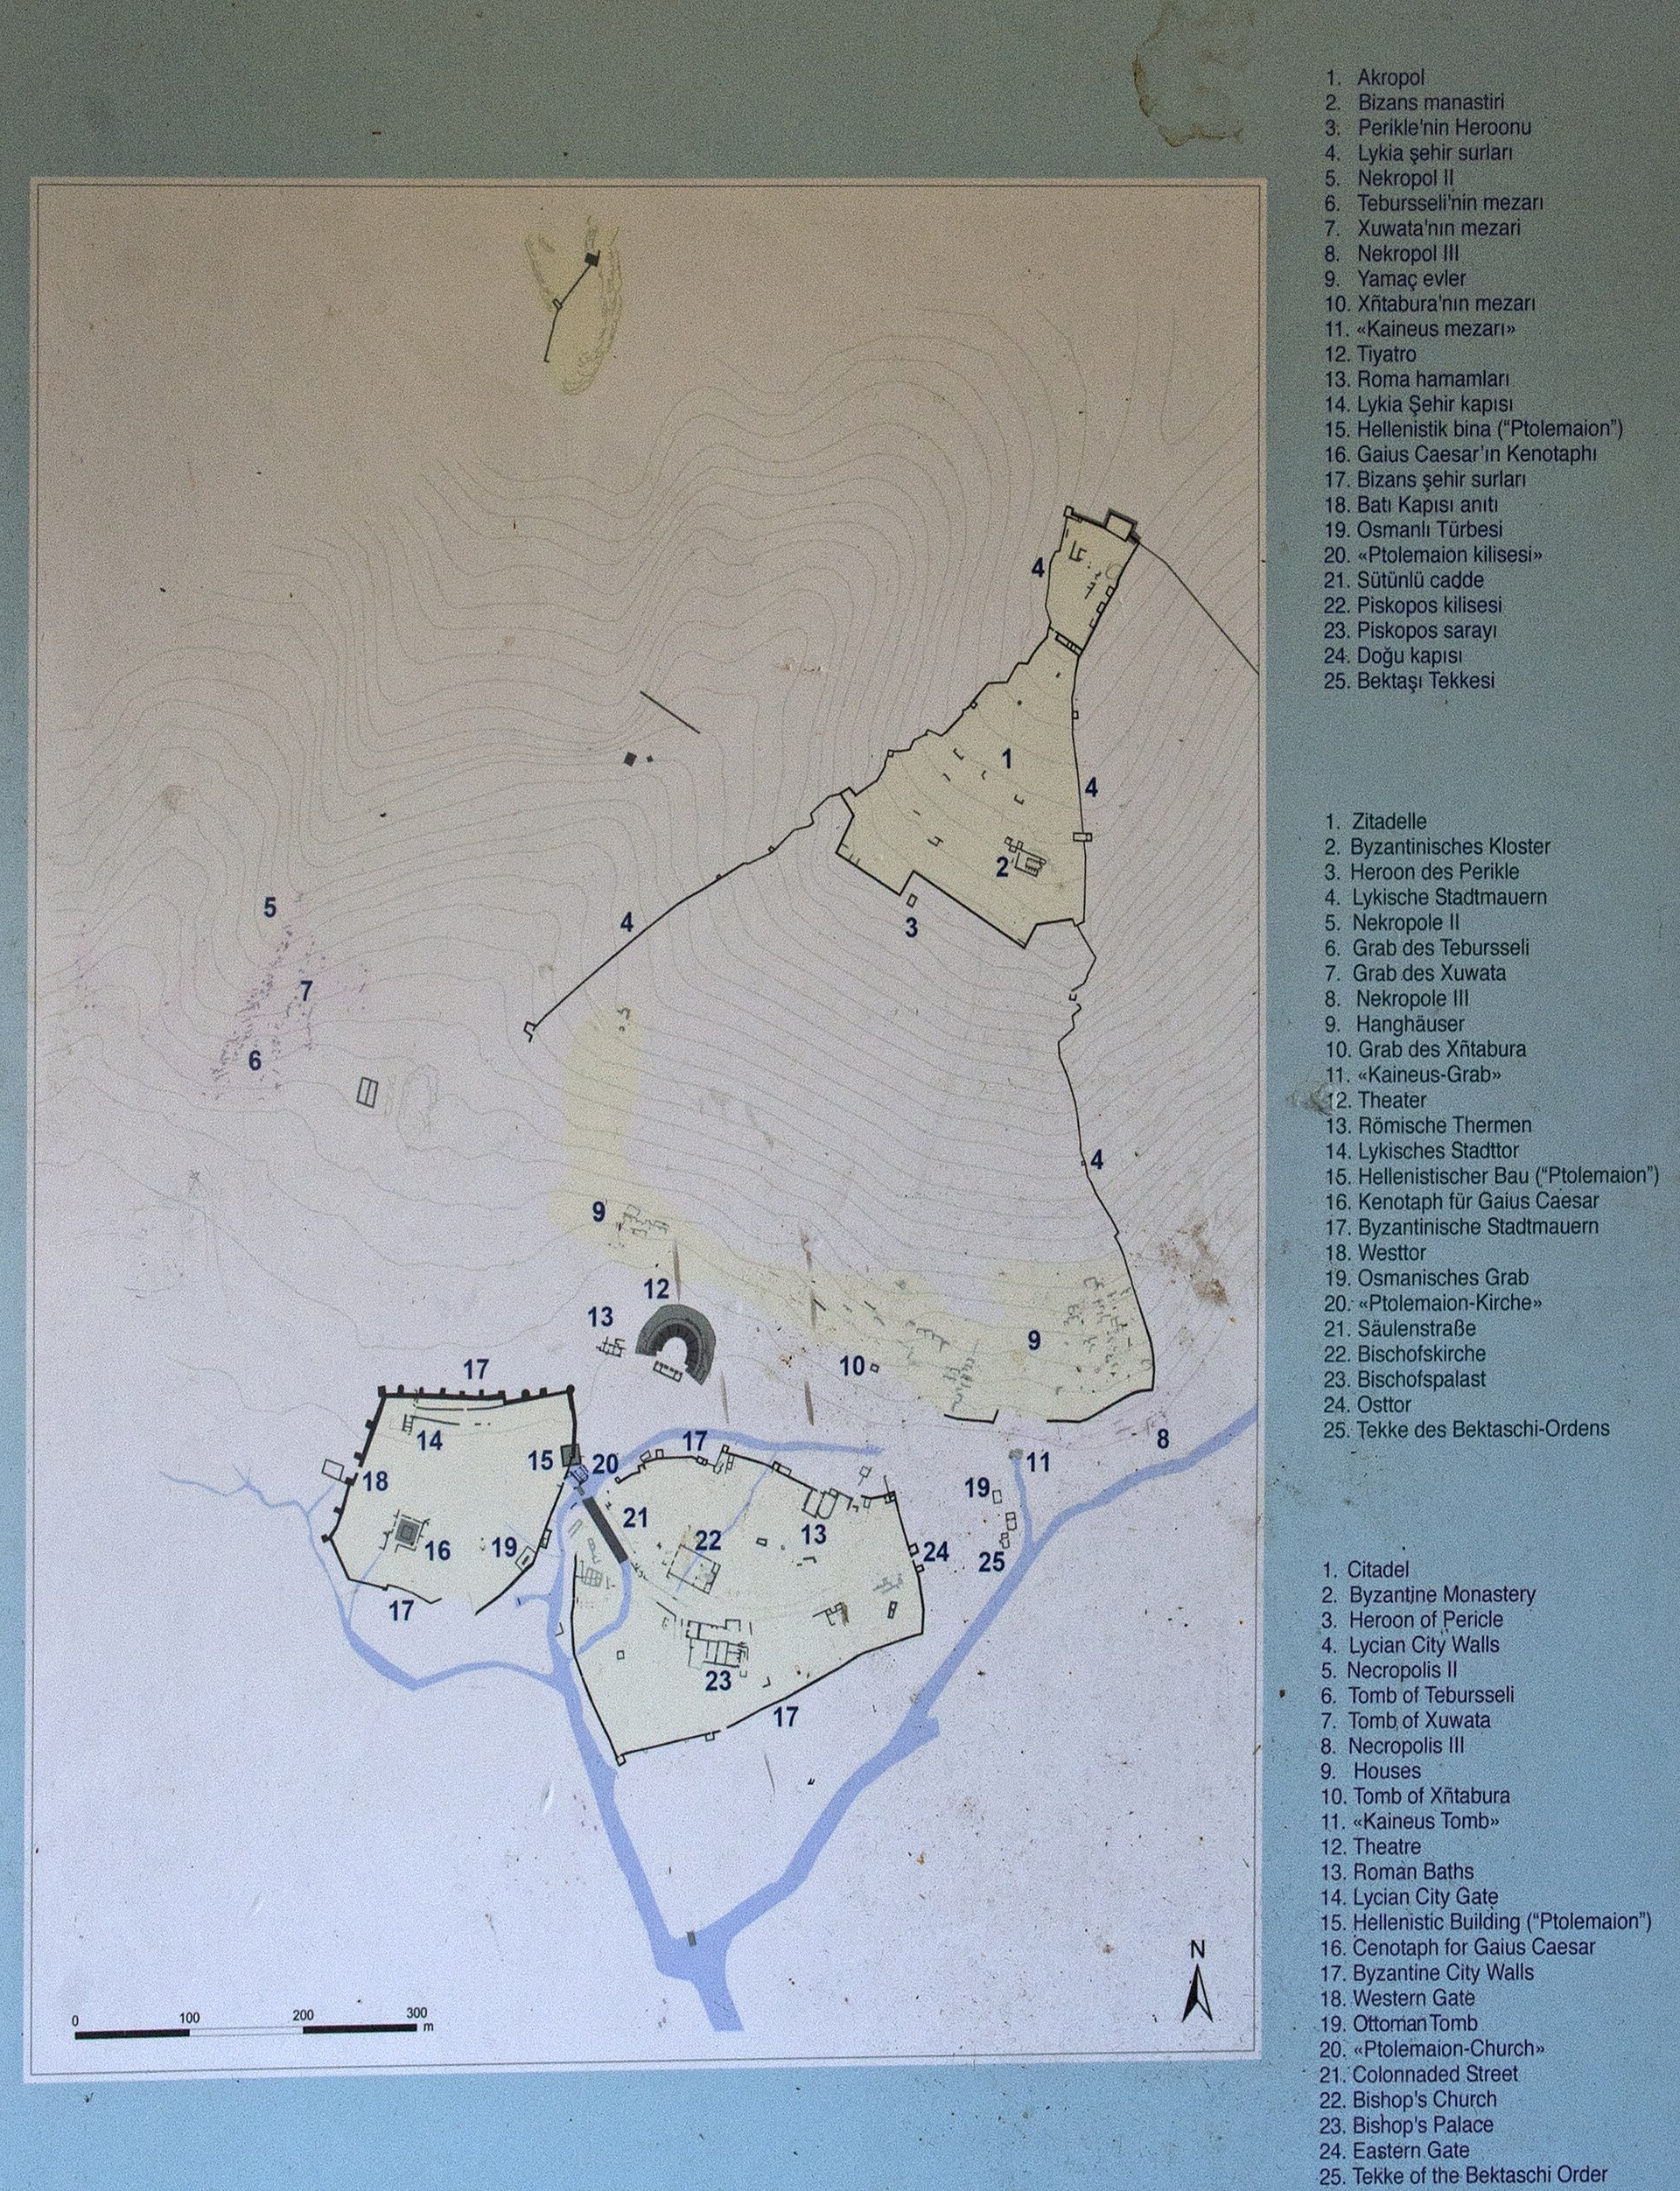 1. Akropol
2. Bizans manastiri
3. Perikle'nin Heroonu
4. Lykia şehir surları
5. Nekropol II
6. Tebursseli'nin mezarı
7. Xuwata'nın mezari
8. Nekropol III
9. Yamaç evler
10. Xñtabura'nın mezarı
11. «Kaineus mezarı»
12. Tiyatro
13. Roma hamamları
14. Lykia Şehir kapısı
15. Hellenistik bina (“Ptolemaion”)
16. Gaius Caesar'ın Kenotaphı
17. Bizans şehir surları
18. Batı Kapısı anıtı
19. Osmanlı Türbesi
20. «Ptolemaion kilisesi»
21. Sütünlü cadde
22. Piskopos kilisesi
23. Piskopos sarayı
24. Doğu kapısı
25. Bektaşı Tekkesi
1. Zitadelle
2. Byzantinisches Kloster
3. Heroon des Perikle
4. Lykische Stadtmauern
5. Nekropole II
6. Grab des Tebursseli
7. Grab des Xuwata
8. Nekropole III
9. Hanghäuser
10. Grab des Xñtabura
11. «Kaineus-Grab»
12. Theater
13. Römische Thermen
14. Lykisches Stadttor
15. Hellenistischer Bau (“Ptolemaion”)
16. Kenotaph für Gaius Caesar
17. Byzantinische Stadtmauern
18. Westtor
19. Osmanisches Grab
20. «Ptolemaion-Kirche»
21. Säulenstraße
22. Bischofskirche
23. Bischofspalast
24. Osttor
25. Tekke des Bektaschi-Ordens
1. Citadel
2. Byzantine Monastery
3. Heroon of Pericle
4. Lycian City Walls
5. Necropolis II
6. Tomb of Tebursseli
7. Tomb of Xuwata
8. Necropolis III
9. Houses
10. Tomb of Xñtabura
11. «Kaineus Tomb»
12. Theatre
13. Roman Baths
14. Lycian City Gate
15. Hellenistic Building (“Ptolemaion”)
16. Cenotaph for Gaius Caesar
17. Byzantine City Walls
18. Western Gate
19. Ottoman Tomb
20. «Ptolemaion-Church»
21. Colonnaded Street
22. Bishop's Church
23. Bishop's Palace
24. Eastern Gate
25. Tekke of the Bektaschi Order
4
1
4
2
3
4
5
7
6
4
9
12
13
9
10
17
14
17
8
15
20
11
18
19
21
13
22
16
19
24
25
17
23
17
N
0 100 200 300
m